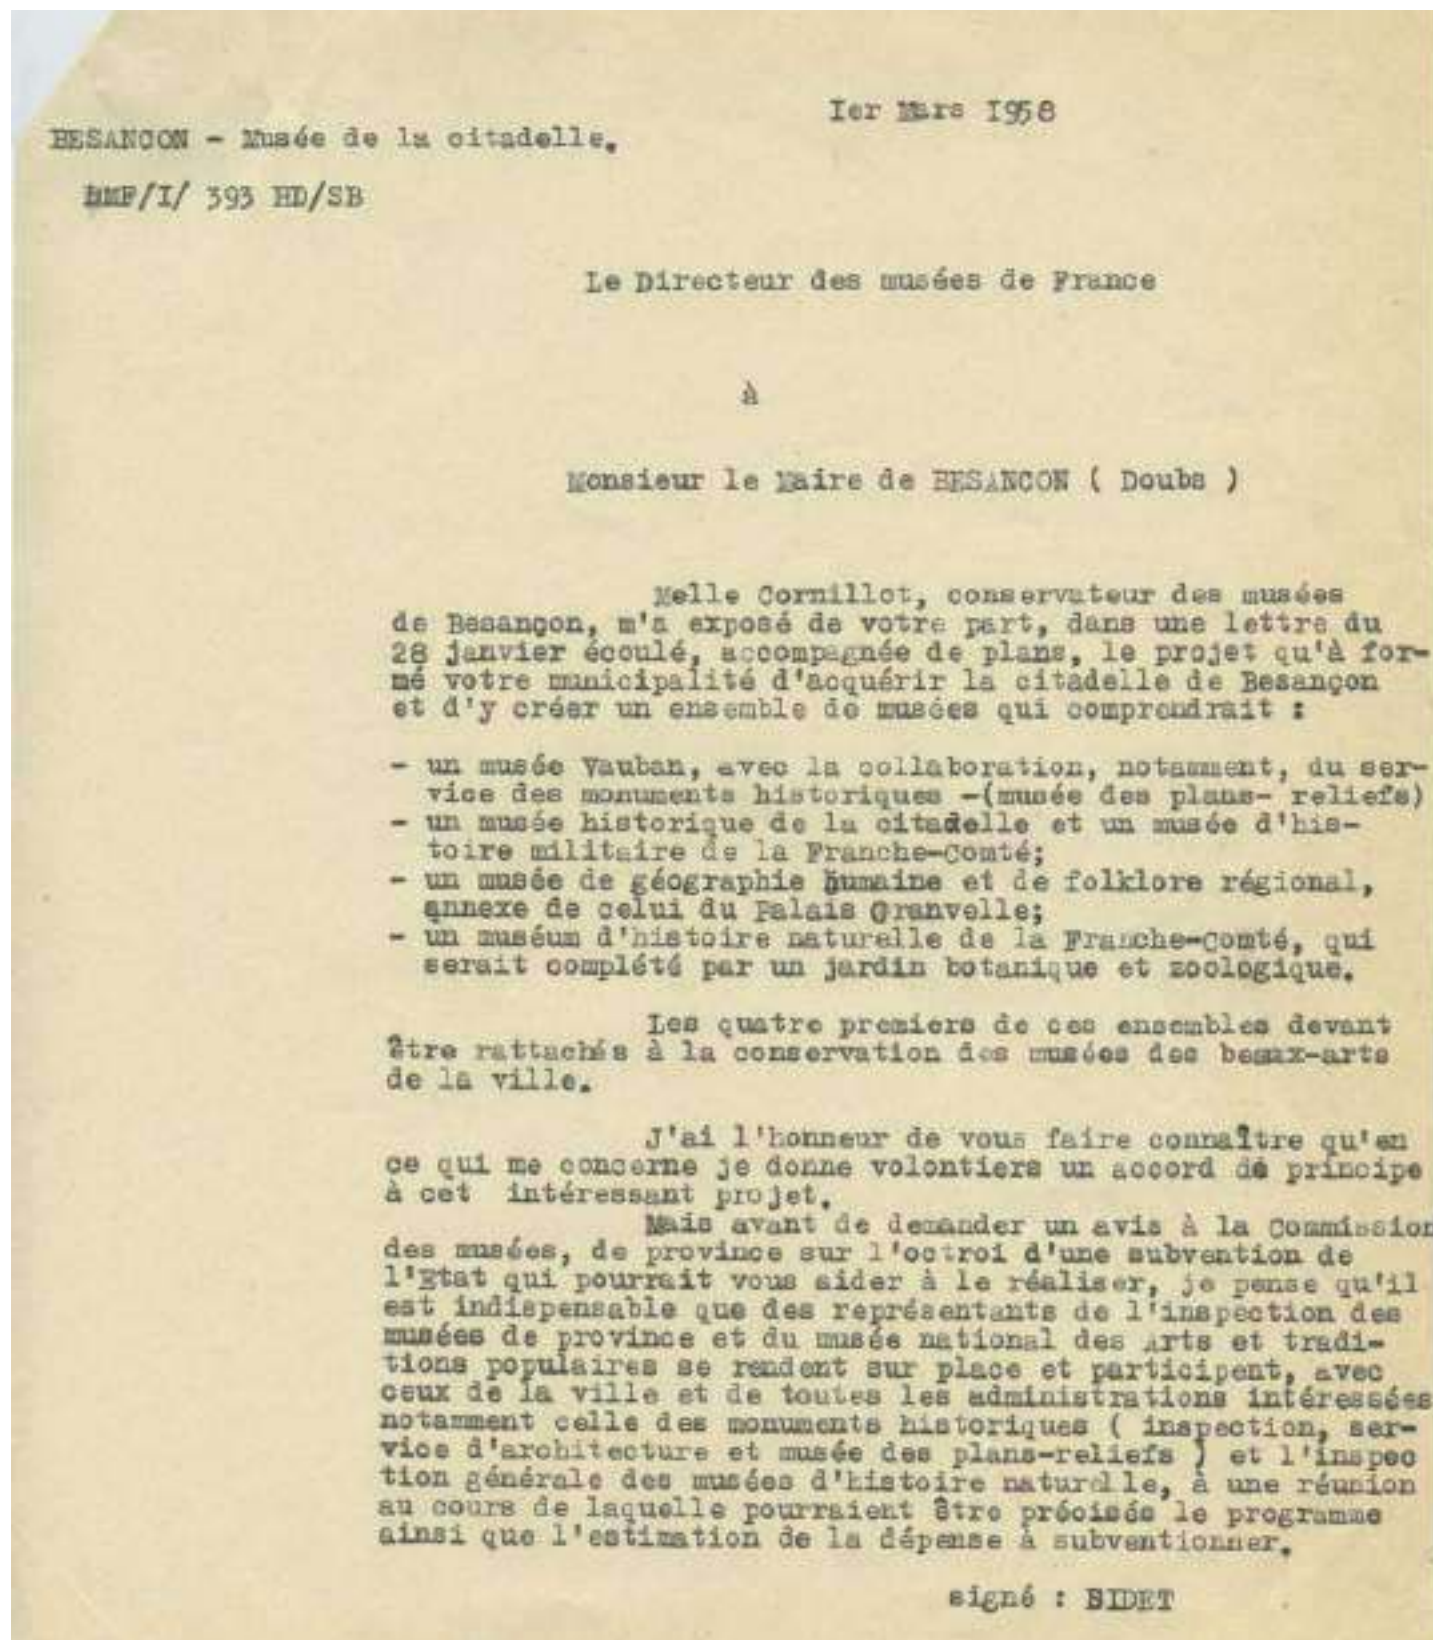 Ier Mars 1958
BESANCON - Musée de la citadelle.
BMF/I/ 393 HD/SB
Le Directeur des musées de France
à
Monsieur le Maire de BESANCON ( Doubs )
Melle Cornillot, conservateur des musées
de Besançon, m'a exposé de votre part, dans une lettre du
28 janvier écoulé, accompagnée de plans, le projet qu'à for-
mé votre municipalité d'acquérir la citadelle de Besançon
et d'y créer un ensemble de musées qui comprendrait :
- un musée Vauban, avec la collaboration, notamment, du ser-
vice des monuments historiques -(musée des plans- reliefs)
- un musée historique de la citadelle et un musée d'his-
toire militaire de la Franche-Comté;
- un musée de géographie humaine et de folklore régional,
annexe de celui du Palais Granvelle;
- un muséum d'histoire naturelle de la Franche-Comté, qui
serait complété par un jardin botanique et zoologique.
Les quatre premiers de ces ensembles devant
être rattachés à la conservation des musées des beaux-arts
de la ville.
J'ai l'honneur de vous faire connaître qu'en
ce qui me concerne je donne volontiers un accord de principe
à cet intéressant projet.
Mais avant de demander un avis à la Commission
des musées, de province sur l'octroi d'une subvention de
l'Etat qui pourrait vous aider à le réaliser, je pense qu'il
est indispensable que des représentants de l'inspection des
musées de province et du musée national des Arts et tradi-
tions populaires se rendent sur place et participent, avec
ceux de la ville et de toutes les administrations intéressées
notamment celle des monuments historiques ( inspection, ser-
vice d'architecture et musée des plans-reliefs ) et l'inspec
tion générale des musées d'histoire naturelle, à une réunion
au cours de laquelle pourraient être précisés le programme
ainsi que l'estimation de la dépense à subventionner.
signé : BIDET